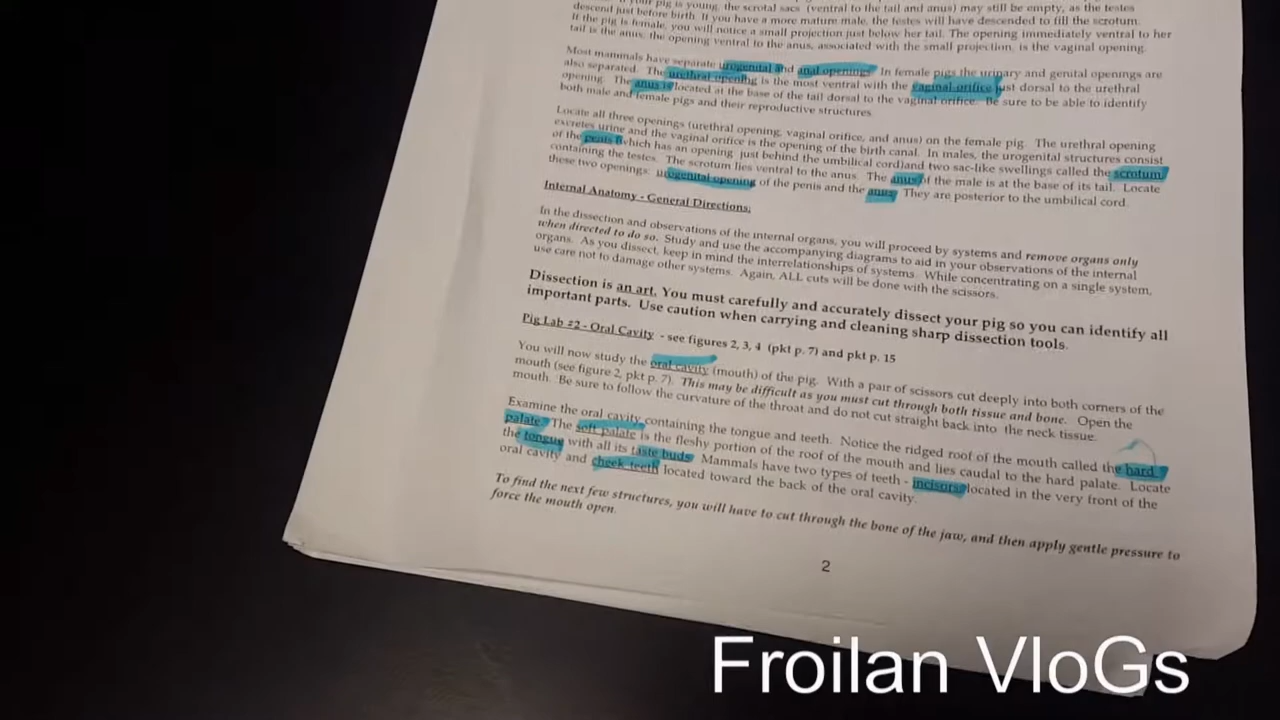 your pig is young, the scrotal sacs (ventral to the tail and anus) may still be empty, as the testes
descend just before birth. If you have a more mature male, the testes will have descended to fill the scrotum.
If the pig is female, you will notice a small projection just below her tail. The opening immediately ventral to her
tail is the anus, the opening ventral to the anus, associated with the small projection, is the vaginal opening.
Most mammals have separate urogenital and anal openings. In female pigs the urinary and genital openings are
also separated. The urethral opening is the most ventral with the vaginal orifice just dorsal to the urethral
opening. The anus is located at the base of the tail dorsal to the vaginal orifice. Be sure to be able to identify
both male and female pigs and their reproductive structures.
Locate all three openings (urethral opening, vaginal orifice, and anus) on the female pig. The urethral opening
excretes urine and the vaginal orifice is the opening of the birth canal. In males, the urogenital structures consist
of the penis (which has an opening just behind the umbilical cord)and two sac-like swellings called the scrotum,
containing the testes. The scrotum lies ventral to the anus. The anus of the male is at the base of its tail. Locate
these two openings: urogenital opening of the penis and the anus. They are posterior to the umbilical cord.
Internal Anatomy - General Directions:
In the dissection and observations of the internal organs, you will proceed by systems and remove organs only
when directed to do so. Study and use the accompanying diagrams to aid in your observations of the internal
organs. As you dissect, keep in mind the interrelationships of systems. While concentrating on a single system,
use care not to damage other systems. Again, ALL cuts will be done with the scissors.
Dissection is an art. You must carefully and accurately dissect your pig so you can identify all
important parts. Use caution when carrying and cleaning sharp dissection tools.
Pig Lab #2 - Oral Cavity - see figures 2, 3, 4 (pkt p. 7) and pkt p. 15
You will now study the oral cavity (mouth) of the pig. With a pair of scissors cut deeply into both corners of the
mouth (see figure 2, pkt p. 7). This may be difficult as you must cut through both tissue and bone. Open the
mouth. Be sure to follow the curvature of the throat and do not cut straight back into the neck tissue.
Examine the oral cavity containing the tongue and teeth. Notice the ridged roof of the mouth called the hard
palate. The soft palate is the fleshy portion of the roof of the mouth and lies caudal to the hard palate. Locate
the tongue with all its taste buds. Mammals have two types of teeth - incisors located in the very front of the
oral cavity and cheek teeth located toward the back of the oral cavity.
To find the next few structures, you will have to cut through the bone of the jaw, and then apply gentle pressure to
force the mouth open.
2
Froilan VloGs